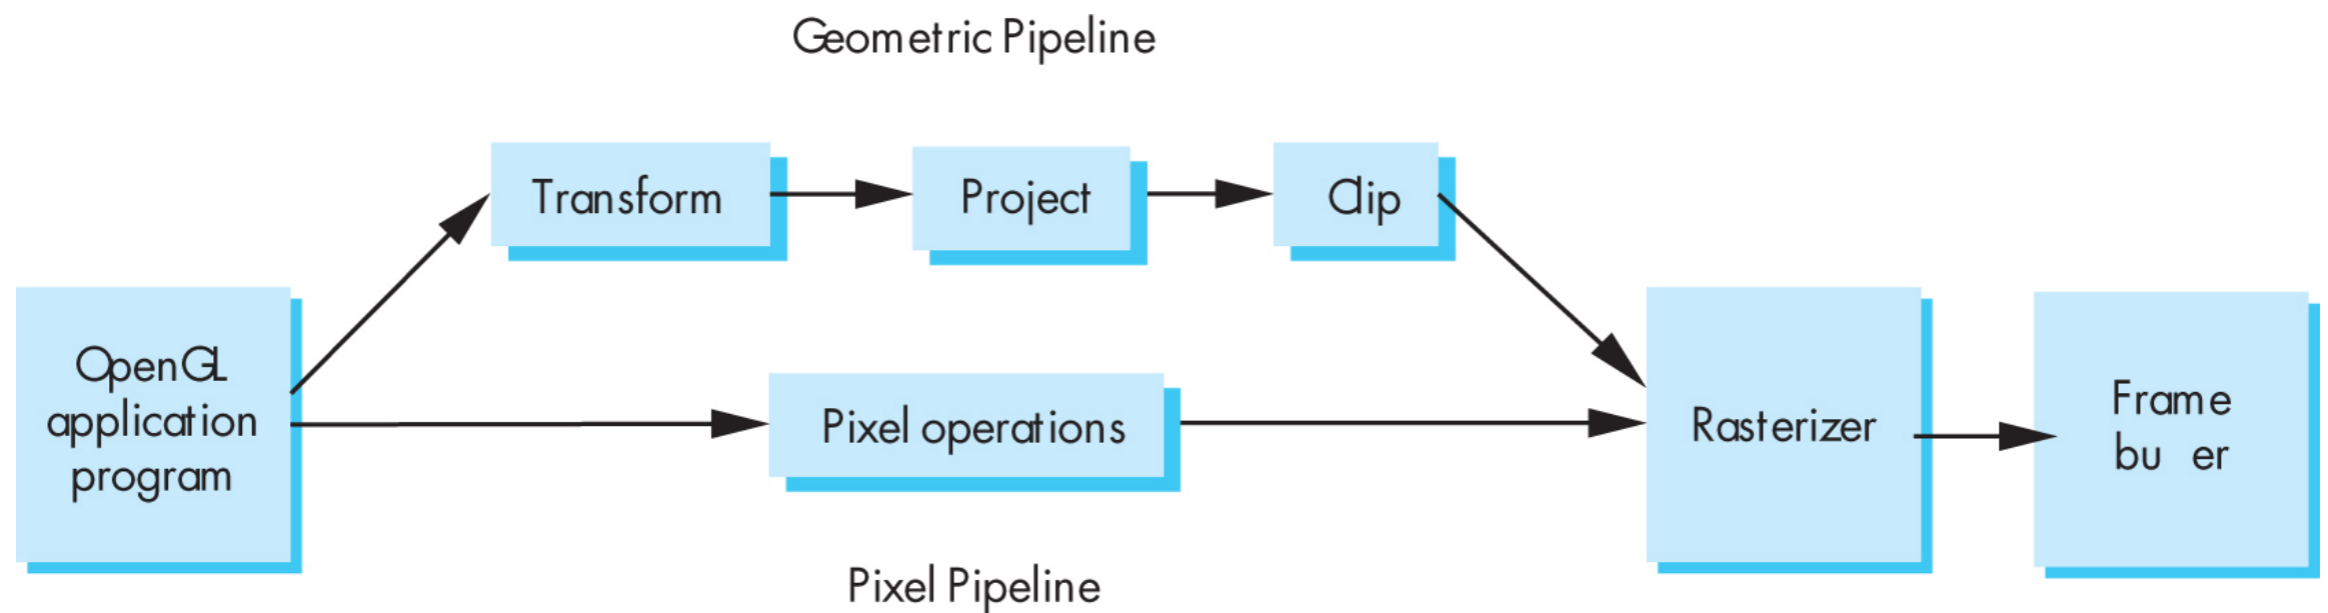 Geometric Pipeline
Transform
Project
Clip
OpenGL
application
program
Pixel operations
Rasterizer
Frame
bu er
Pixel Pipeline